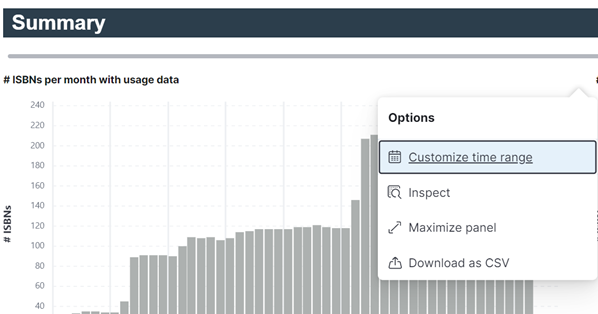 Summary
# ISBNs per month with usage data
240
220
200
180
160
140
120
100
80
60
40
# ISBNs
Options
Customize time range
Inspect
Maximize panel
Download as CSV
#